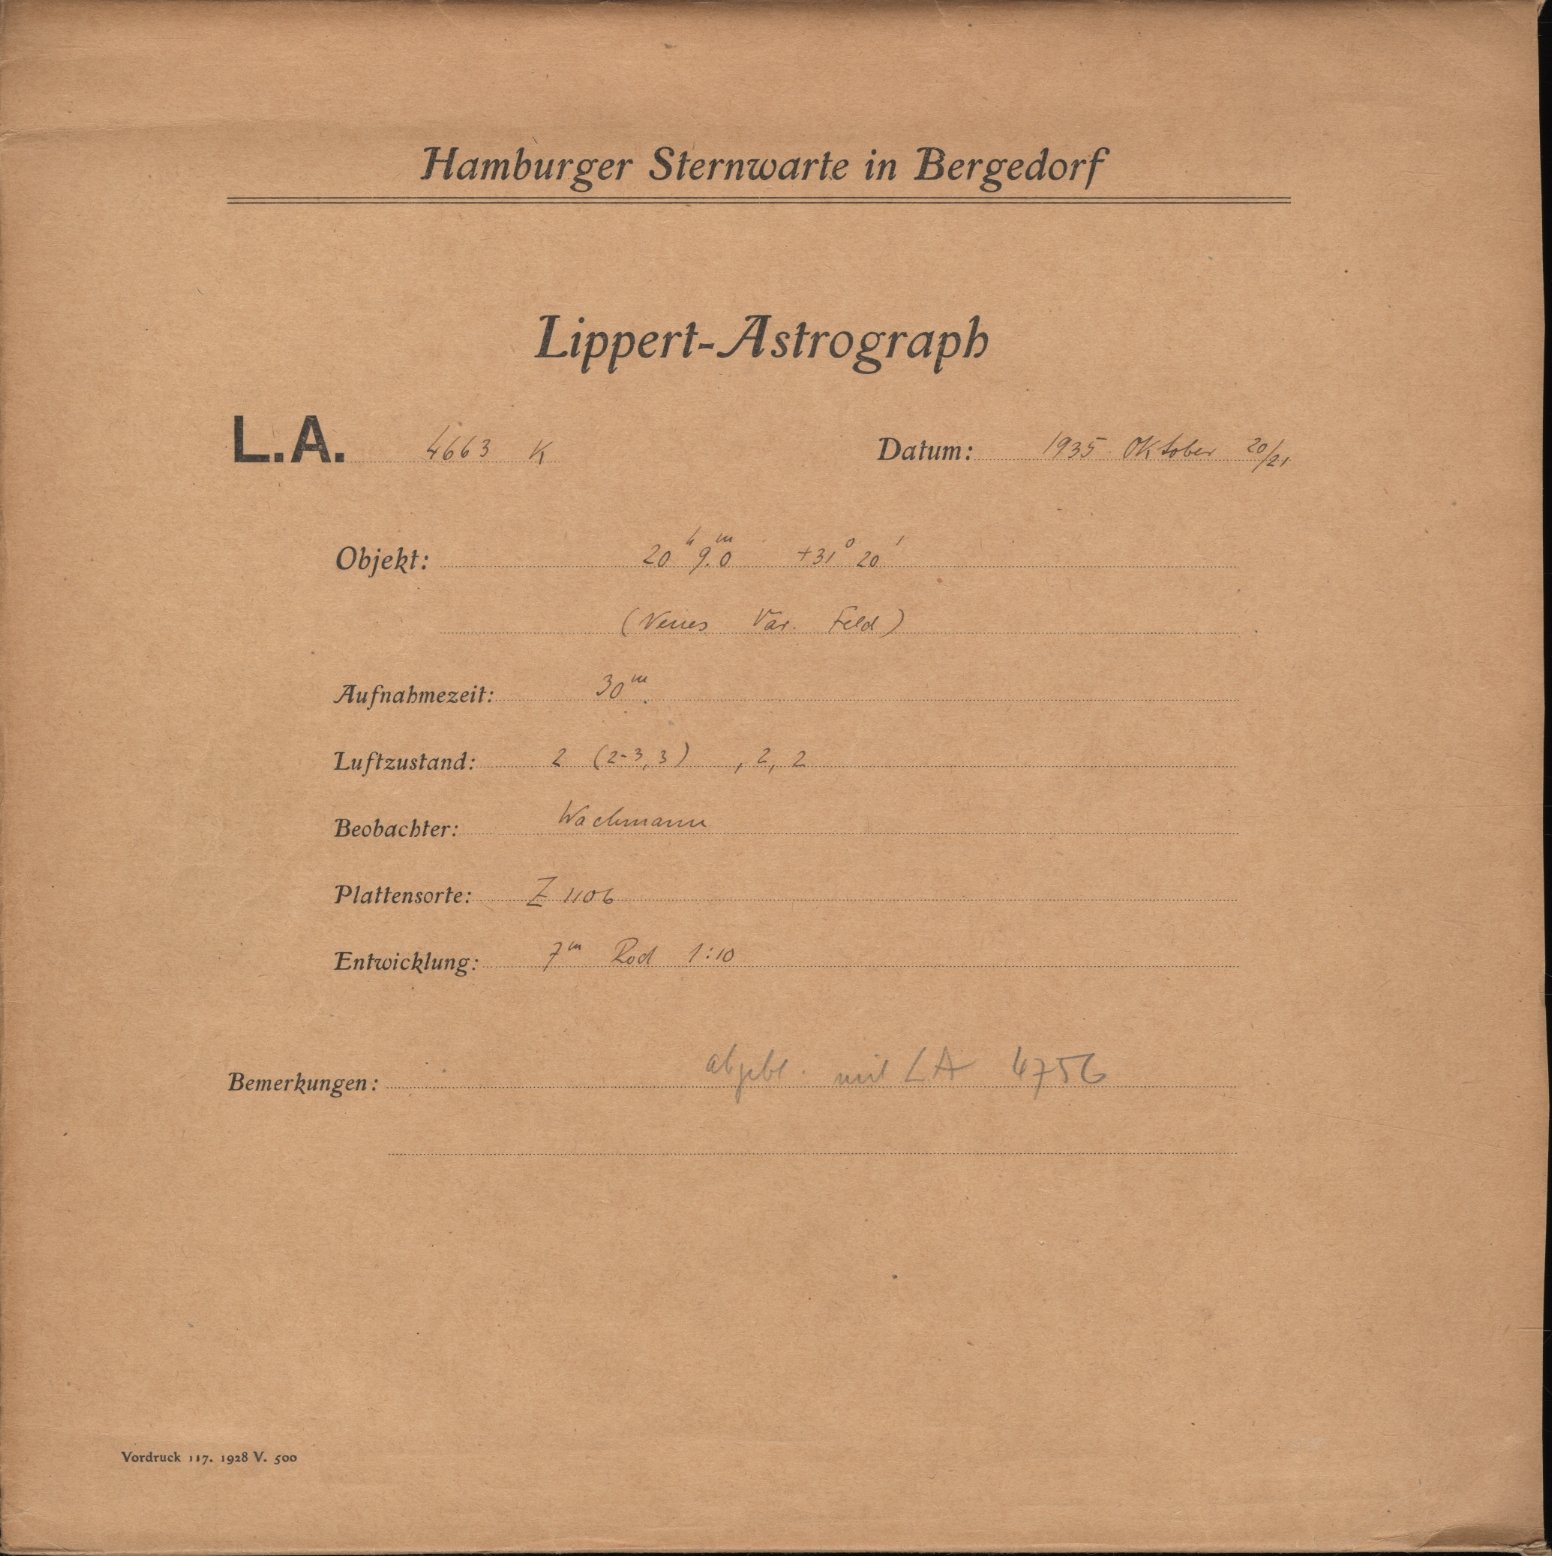 Hamburger Sternwarte in Bergedorf
Lippert-Astrograph
L.A. 4663 K Datum: 1935 Oktober 20/21
Objekt: 20ʰ 9.ᵐ0 +31° 20'
(Neues Var. Feld)
Aufnahmezeit: 30ᵐ.
Luftzustand: 2 (2-3, 3) , 2, 2
Beobachter: Wachmann
Plattensorte: Z 1106
Entwicklung: 7ᵐ Rod 1:10
Bemerkungen: mit LA 4756
Vordruck 117. 1928 V. 500